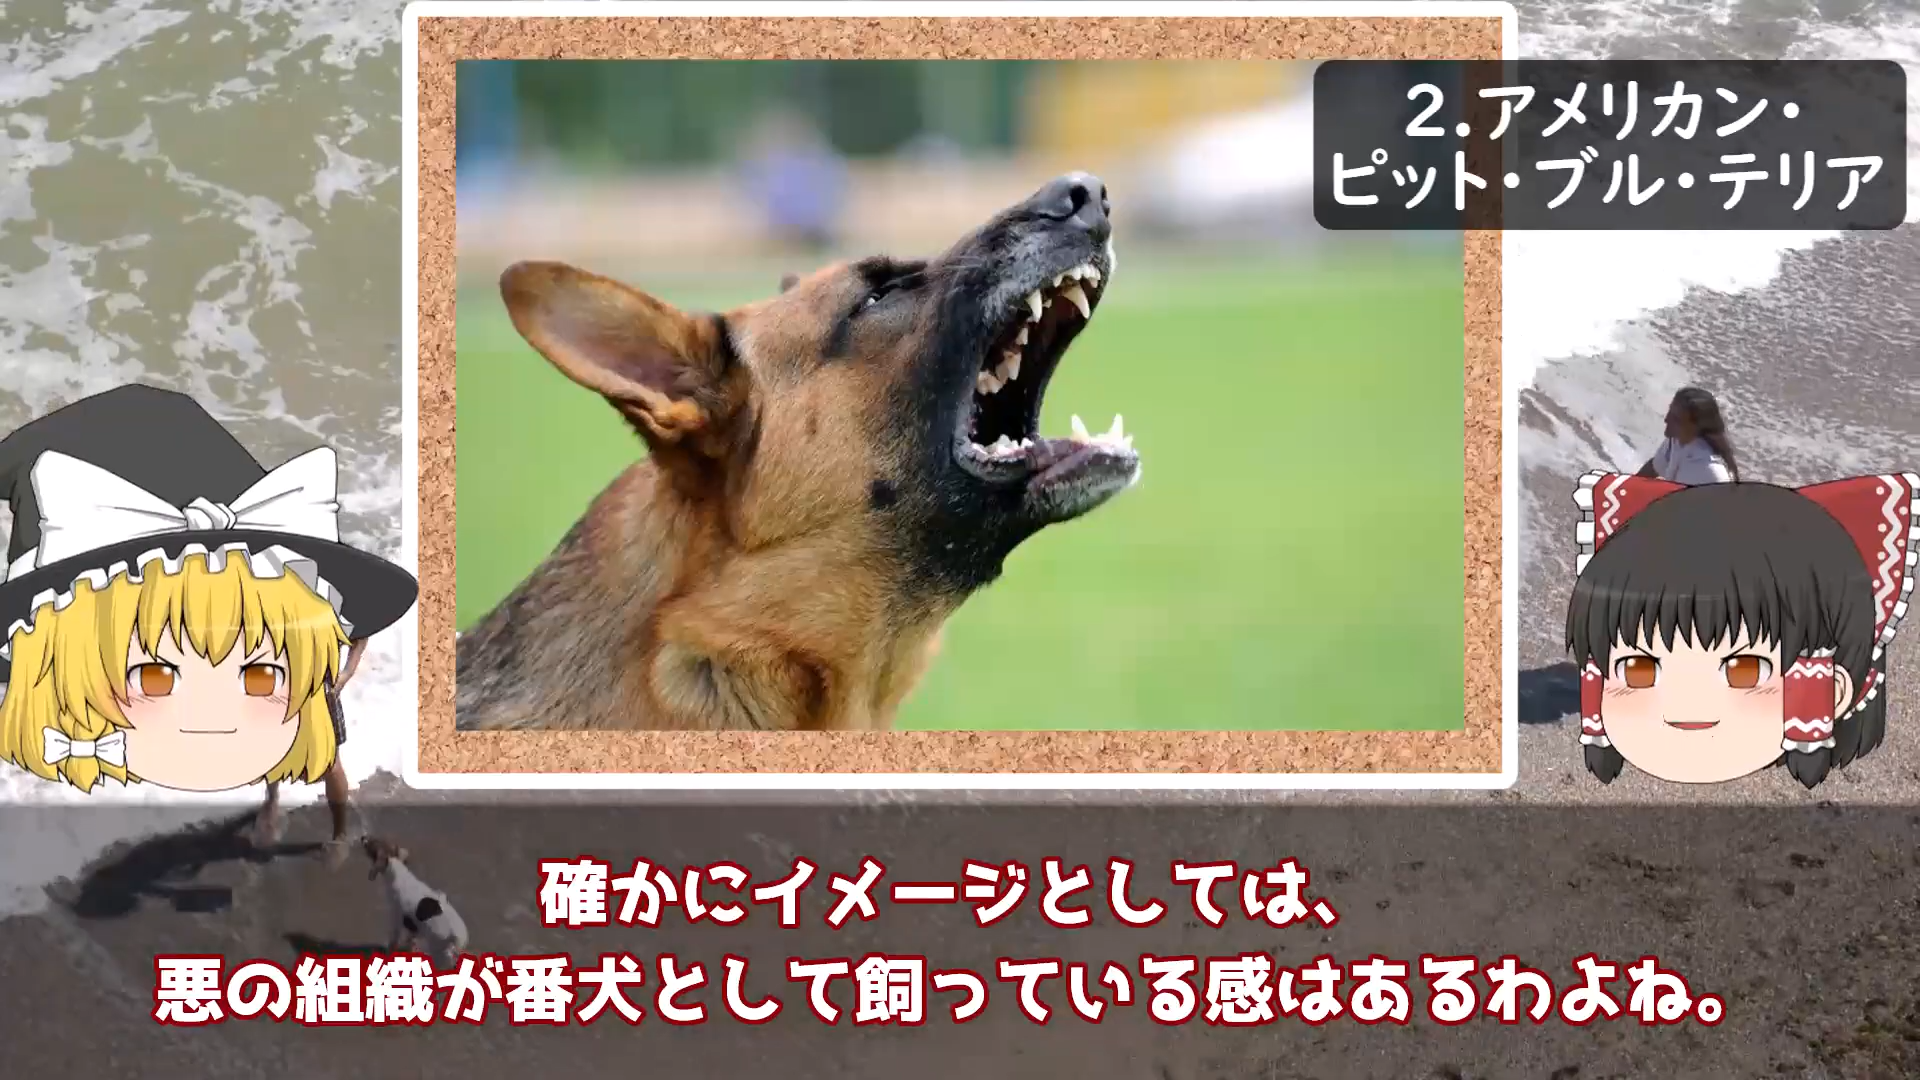 2.アメリカン・
ピット・ブル・テリア
確かにイメージとしては、
悪の組織が番犬として飼っている感はあるわよね。